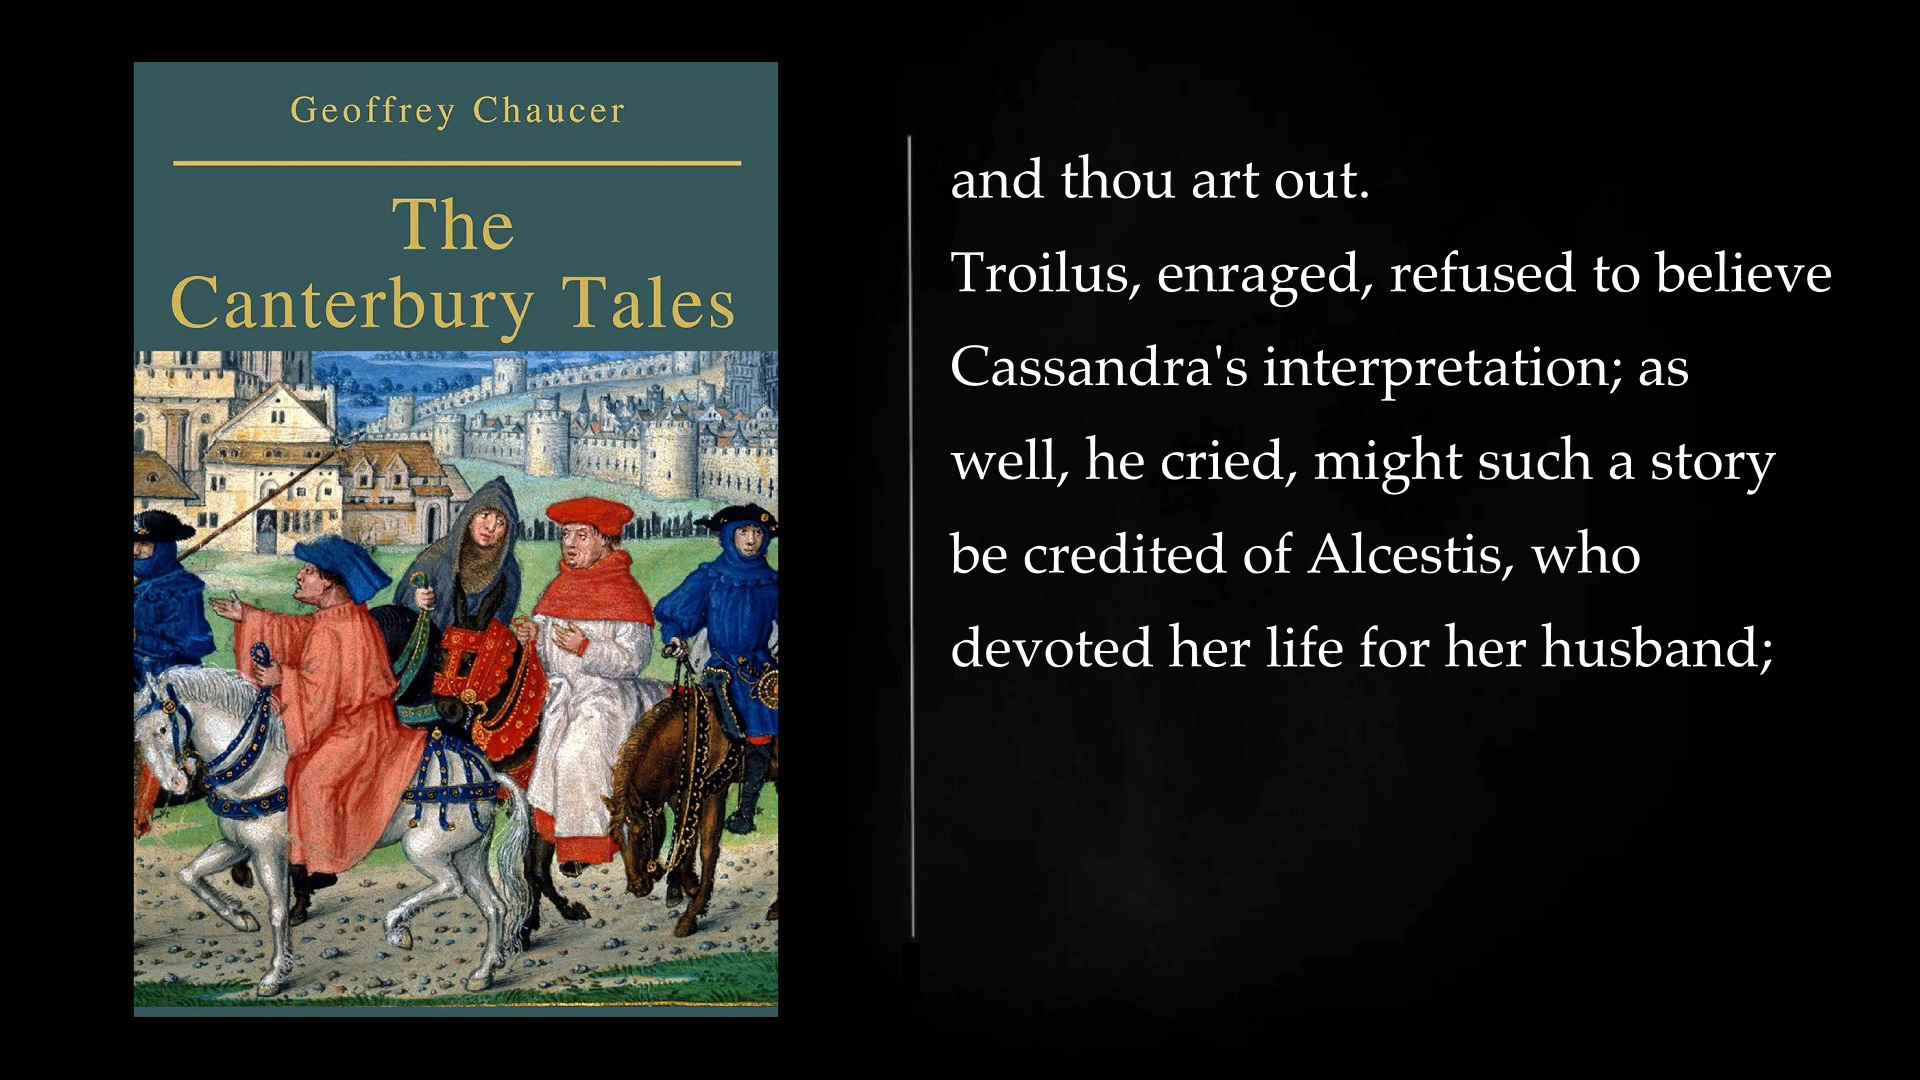 Geoffrey Chaucer
The
Canterbury Tales
and thou art out.
Troilus, enraged, refused to believe
Cassandra's interpretation; as
well, he cried, might such a story
be credited of Alcestis, who
devoted her life for her husband;